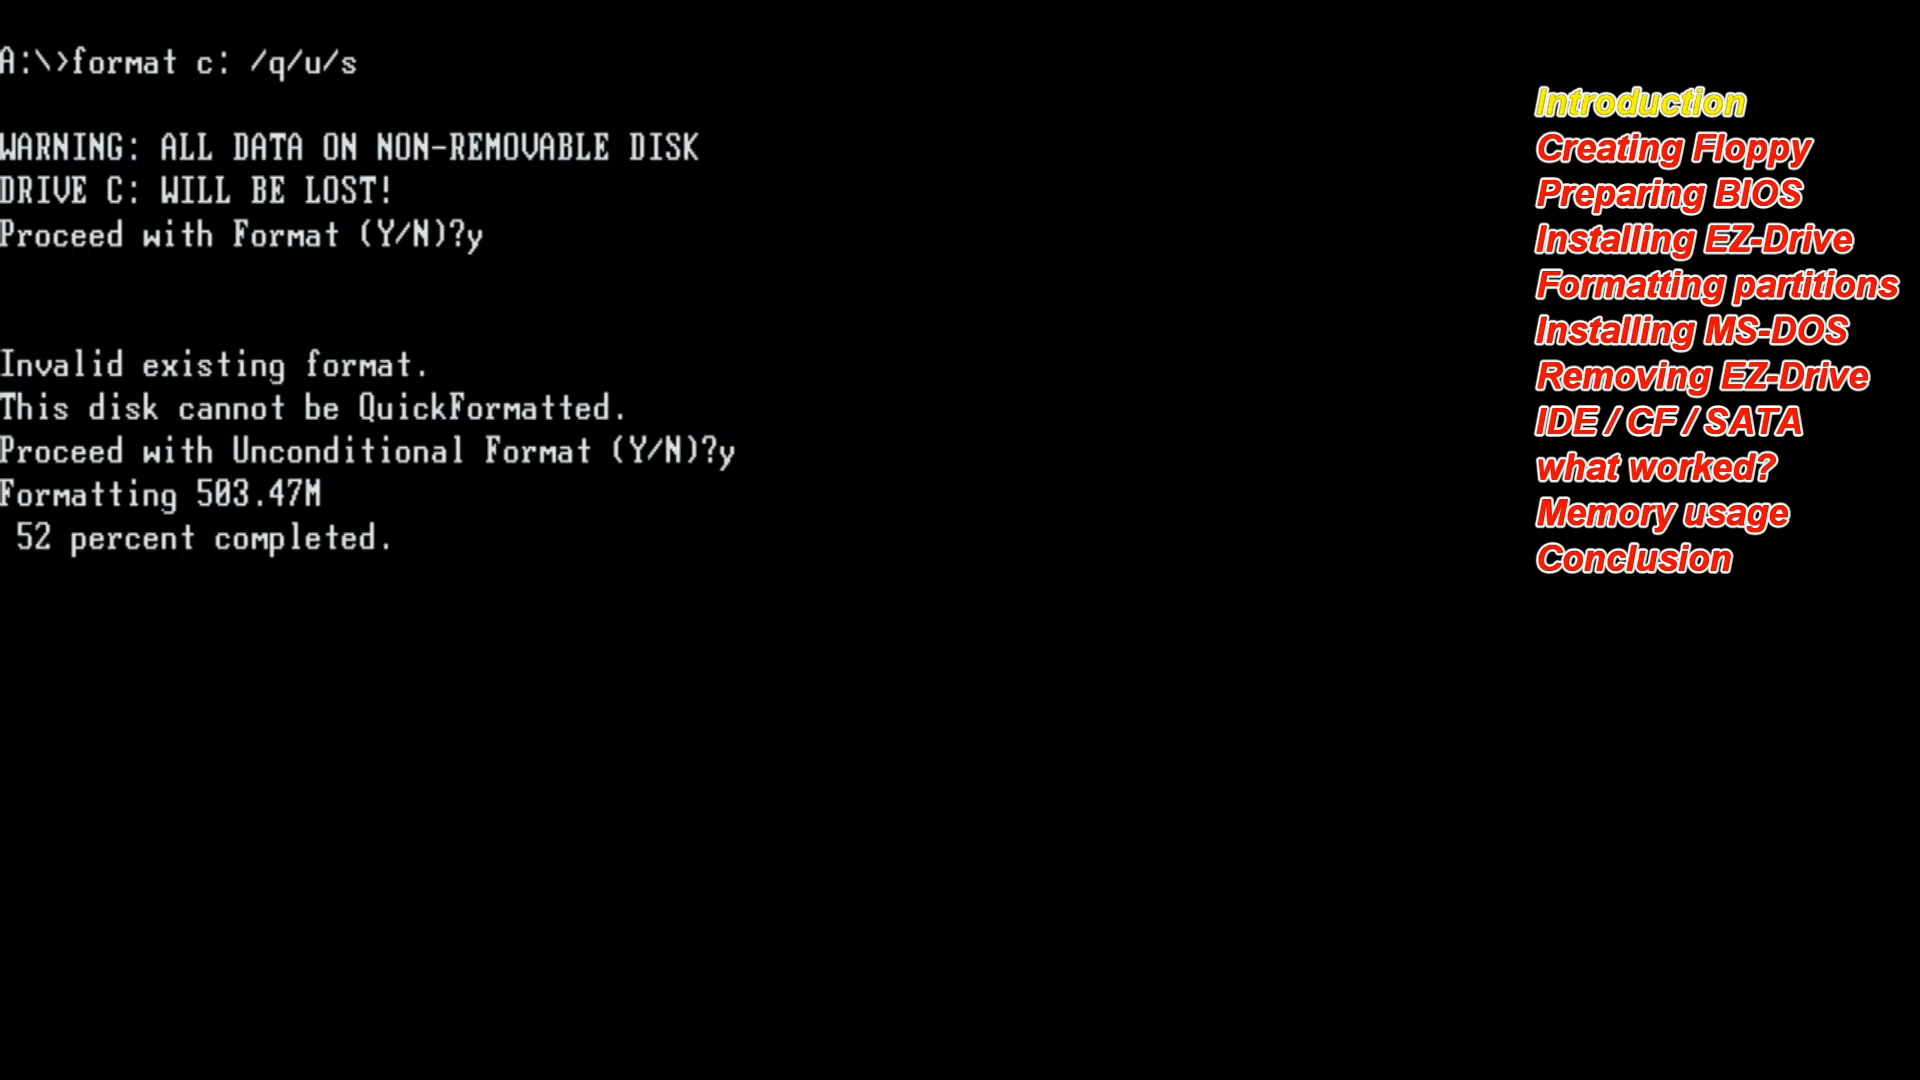 A:\>format c: /q/u/s
WARNING: ALL DATA ON NON-REMOVABLE DISK
DRIVE C: WILL BE LOST!
Proceed with Format (Y/N)?y
Invalid existing format.
This disk cannot be QuickFormatted.
Proceed with Unconditional Format (Y/N)?y
Formatting 503.47M
52 percent completed.
Introduction
Creating Floppy
Preparing BIOS
Installing EZ-Drive
Formatting partitions
Installing MS-DOS
Removing EZ-Drive
IDE / CF / SATA
what worked?
Memory usage
Conclusion